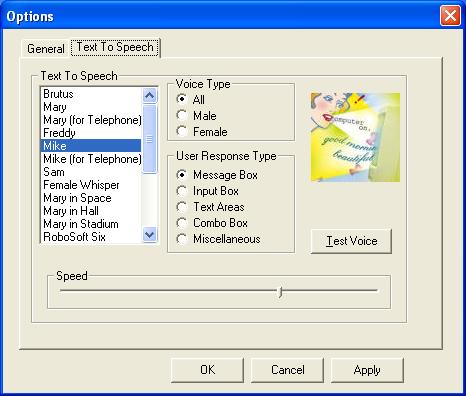 Options
General
Text To Speech
Text To Speech
Brutus
Mary
Mary (for Telephone)
Freddy
Mike
Mike (for Telephone)
Sam
Female Whisper
Mary in Space
Mary in Hall
Mary in Stadium
RoboSoft Six
Voice Type
All
Male
Female
User Response Type
Message Box
Input Box
Text Areas
Combo Box
Miscellaneous
computer
on.
good morning
beautiful
Test Voice
Speed
OK
Cancel
Apply